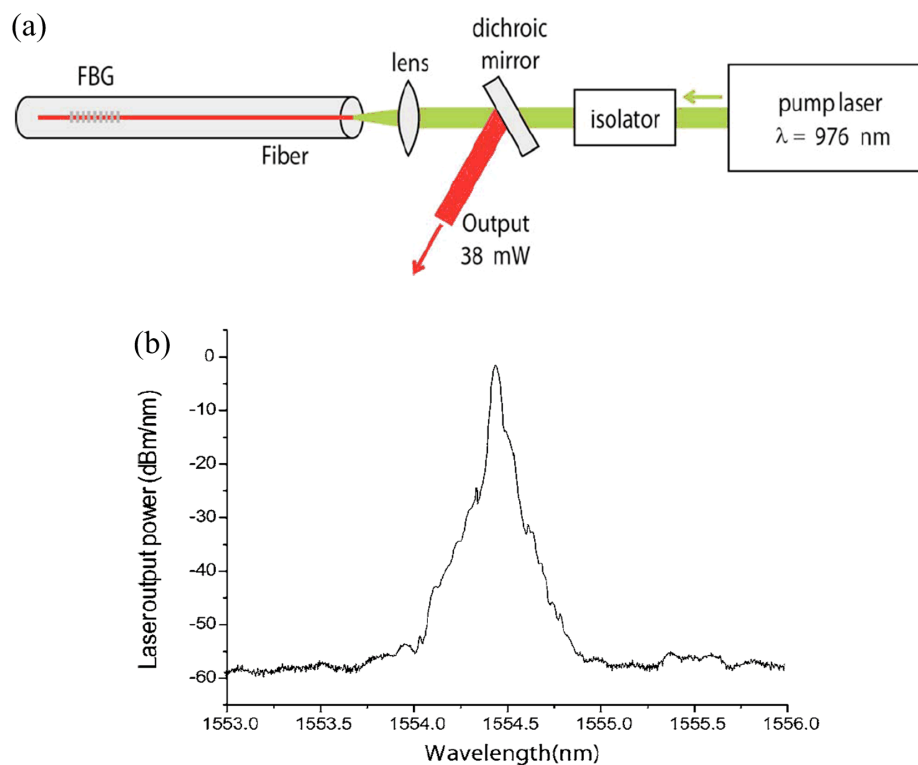 (a)
FBG
Fiber
lens
dichroic
mirror
isolator
pump laser
λ = 976 nm
Output
38 mW
(b)
Laser output power (dBm/nm)
0
-10
-20
-30
-40
-50
-60
1553.0 1553.5 1554.0 1554.5 1555.0 1555.5 1556.0
Wavelength(nm)